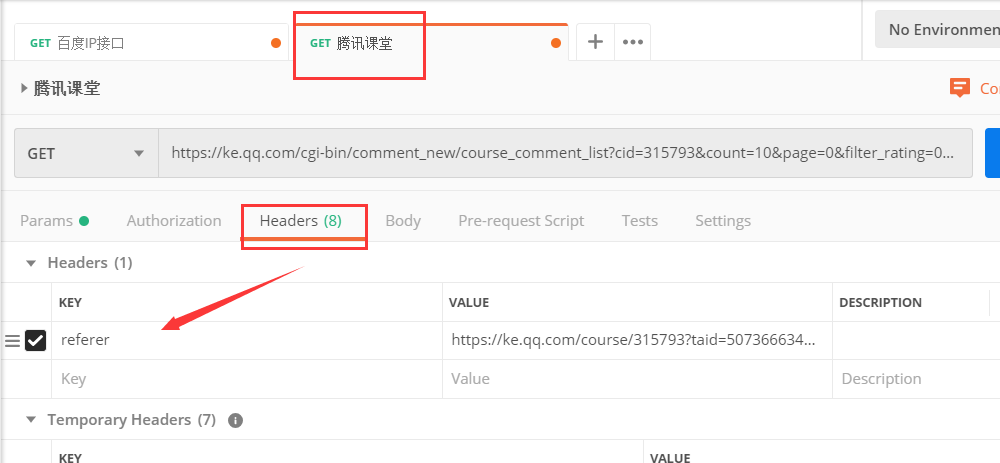 GET 百度IP接口
GET 腾讯课堂
No Environmen
腾讯课堂
Co
GET
https://ke.qq.com/cgi-bin/comment_new/course_comment_list?cid=315793&count=10&page=0&filter_rating=0...
Params Authorization Headers (8) Body Pre-request Script Tests Settings
Headers (1)
KEY VALUE DESCRIPTION
referer https://ke.qq.com/course/315793?taid=507366634...
Key Value Description
Temporary Headers (7)
KEY VALUE